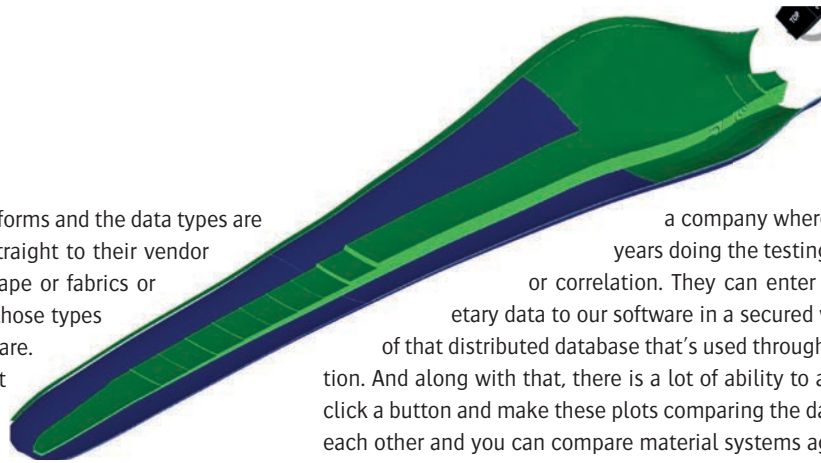 TOP
forms and the data types are
traight to their vendor
ape or fabrics or
hose types
are.
t
a company where
years doing the testing
or correlation. They can enter
etary data to our software in a secured
of that distributed database that's used through
tion. And along with that, there is a lot of ability to a
click a button and make these plots comparing the da
each other and you can compare material systems ag